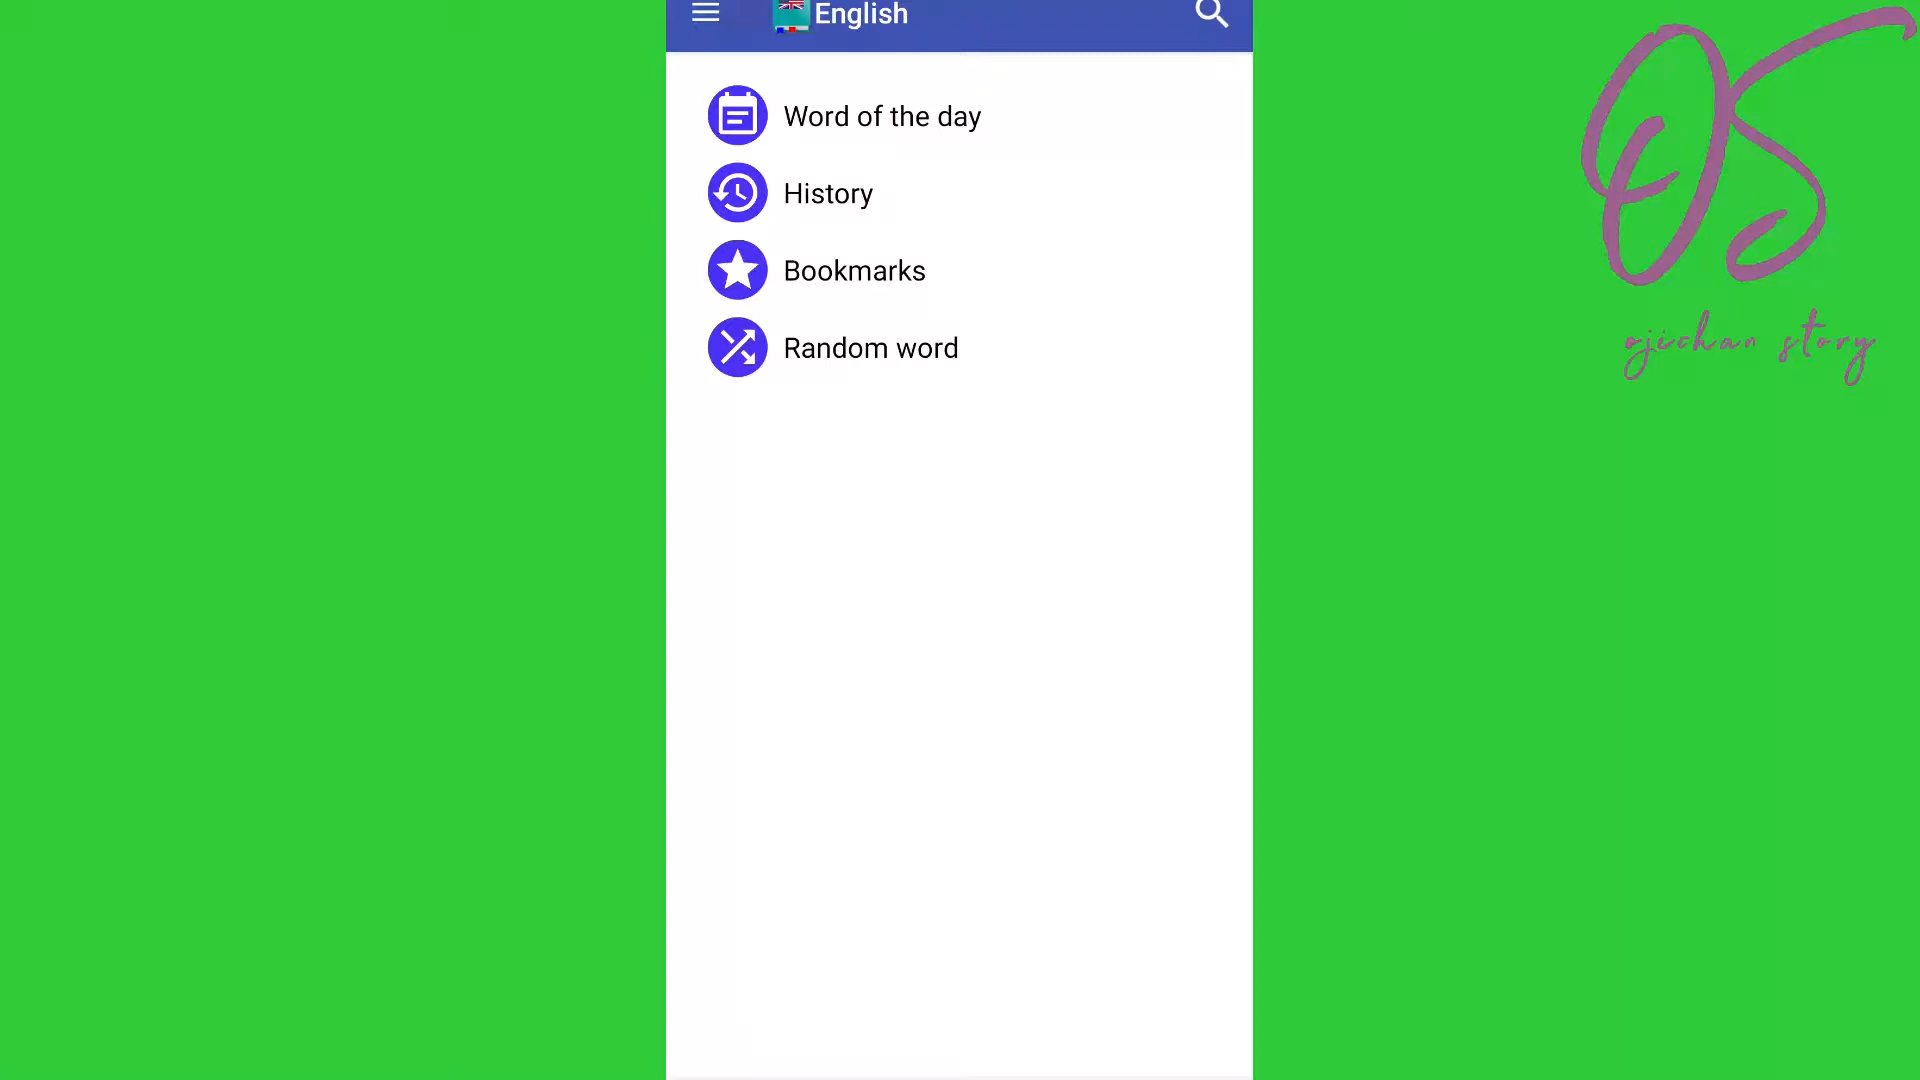 English
Word of the day
History
Bookmarks
Random word
OS
ojichan story